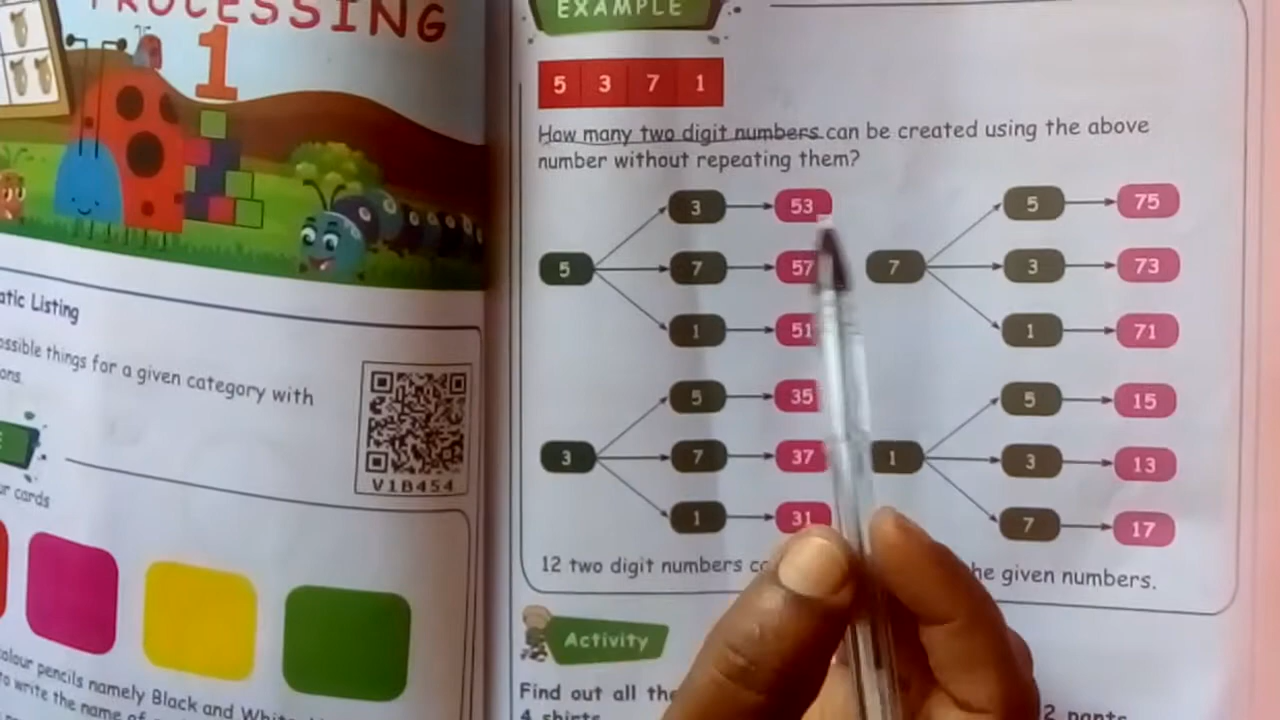 PROCESSING
1
atic Listing
ossible things for a given category with
ons.
V1B454
ur cards
colour pencils namely Black and White
to write the name of
EXAMPLE
5 3 7 1
How many two digit numbers can be created using the above
number without repeating them?
5
3 53
7 57
1 51
7
5 75
3 73
1 71
3
5 35
7 37
1 31
1
5 15
3 13
7 17
12 two digit numbers he given numbers.
Activity
Find out all the
4 shirts 2 pants